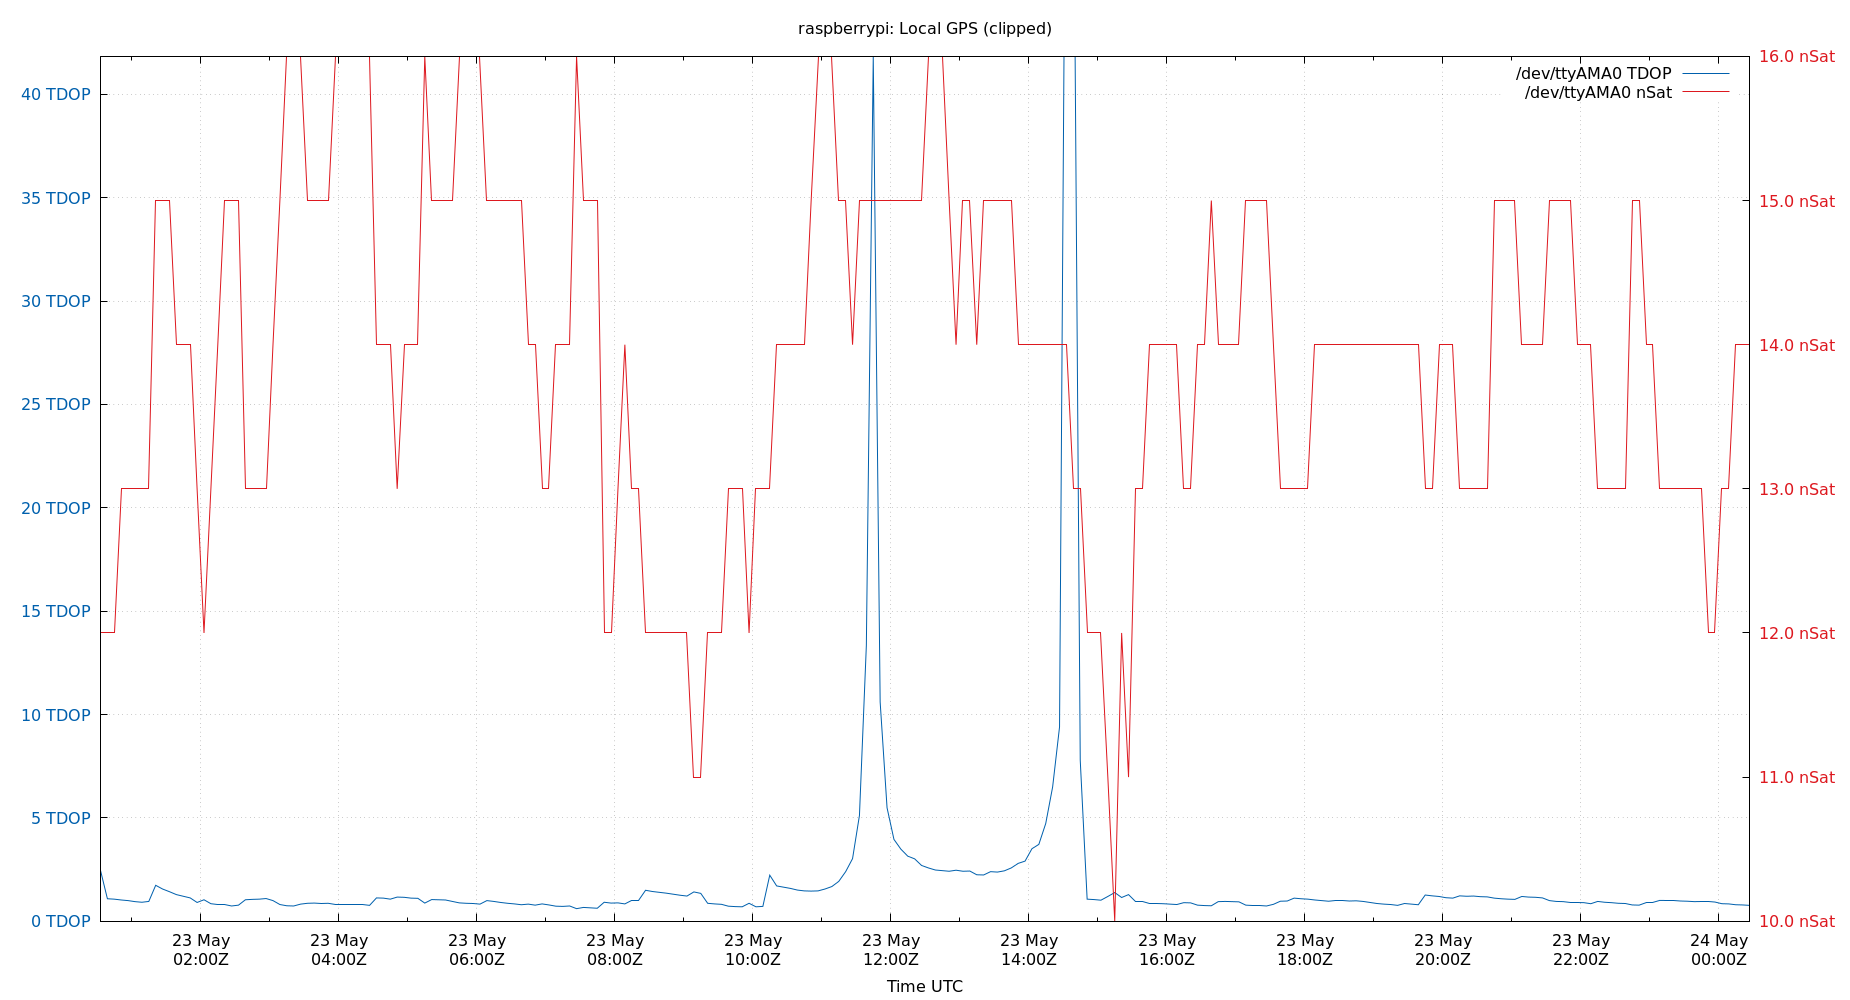 raspberrypi: Local GPS (clipped)
/dev/ttyAMA0 TDOP
/dev/ttyAMA0 nSat
40 TDOP
35 TDOP
30 TDOP
25 TDOP
20 TDOP
15 TDOP
10 TDOP
5 TDOP
0 TDOP
16.0 nSat
15.0 nSat
14.0 nSat
13.0 nSat
12.0 nSat
11.0 nSat
10.0 nSat
23 May
02:00Z
23 May
04:00Z
23 May
06:00Z
23 May
08:00Z
23 May
10:00Z
23 May
12:00Z
23 May
14:00Z
23 May
16:00Z
23 May
18:00Z
23 May
20:00Z
23 May
22:00Z
24 May
00:00Z
Time UTC